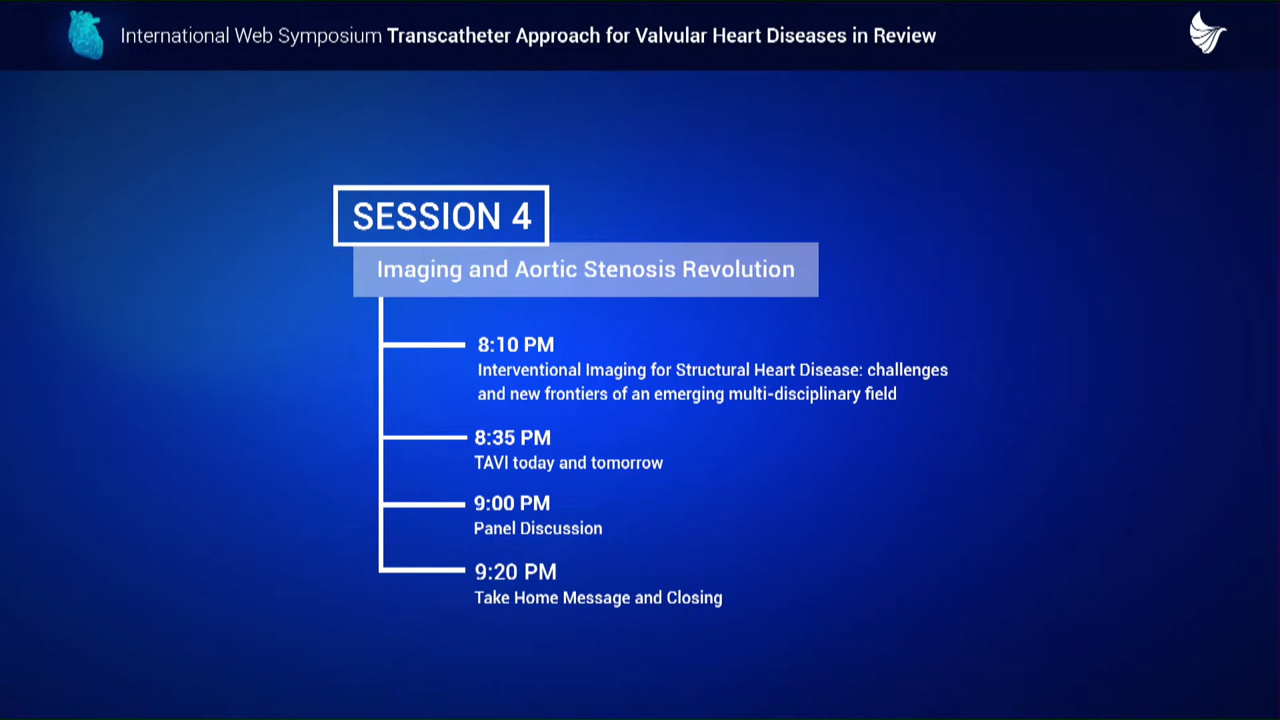 International Web Symposium Transcatheter Approach for Valvular Heart Diseases in Review
SESSION 4
Imaging and Aortic Stenosis Revolution
8:10 PM
Interventional Imaging for Structural Heart Disease: challenges
and new frontiers of an emerging multi-disciplinary field
8:35 PM
TAVI today and tomorrow
9:00 PM
Panel Discussion
9:20 PM
Take Home Message and Closing